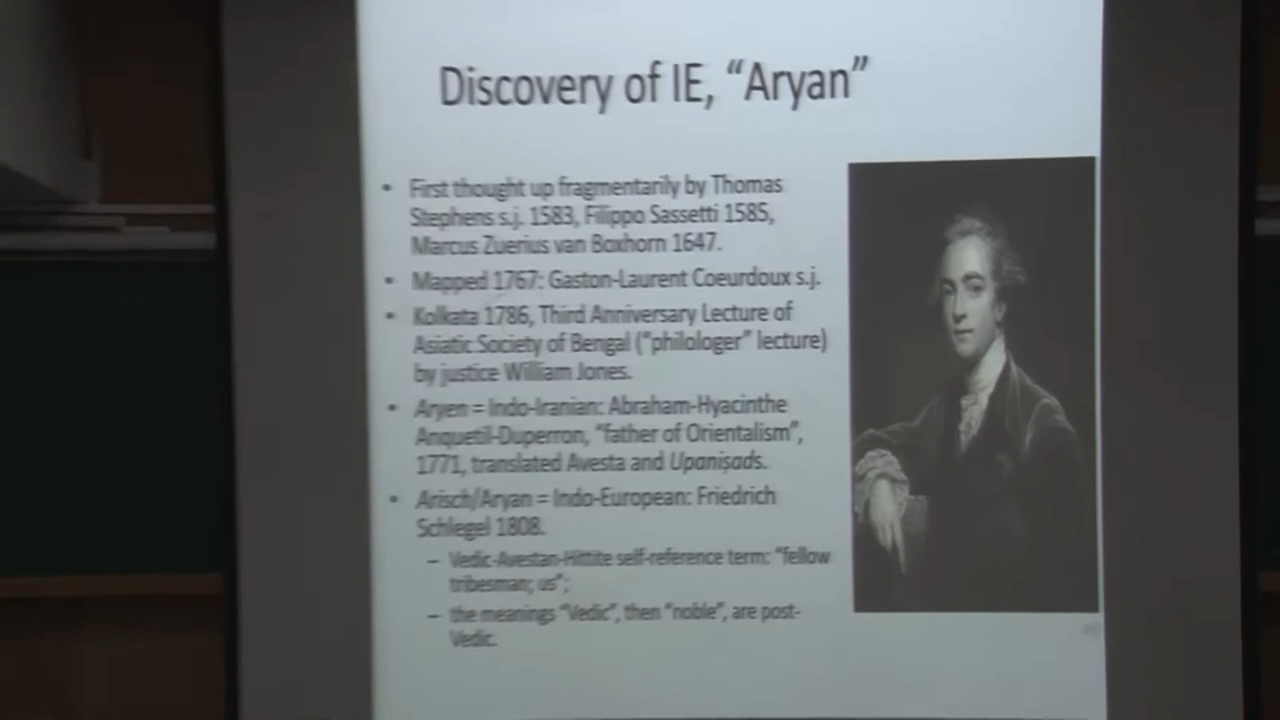 Discovery of IE, “Aryan”
• First thought up fragmentarily by Thomas
Stephens s.j. 1583, Filippo Sassetti 1585,
Marcus Zuerius van Boxhorn 1647.
• Mapped 1767: Gaston-Laurent Coeurdoux s.j.
• Kolkata 1786, Third Anniversary Lecture of
Asiatic Society of Bengal (“philologer” lecture)
by justice William Jones.
• Aryen = Indo-Iranian: Abraham-Hyacinthe
Anquetil-Duperron, “father of Orientalism”,
1771, translated Avesta and Upaniṣads.
• Arisch/Aryan = Indo-European: Friedrich
Schlegel 1808.
– Vedic-Avestan-Hittite self-reference term: “fellow
tribesman; us”;
– the meanings “Vedic”, then “noble”, are post-
Vedic.